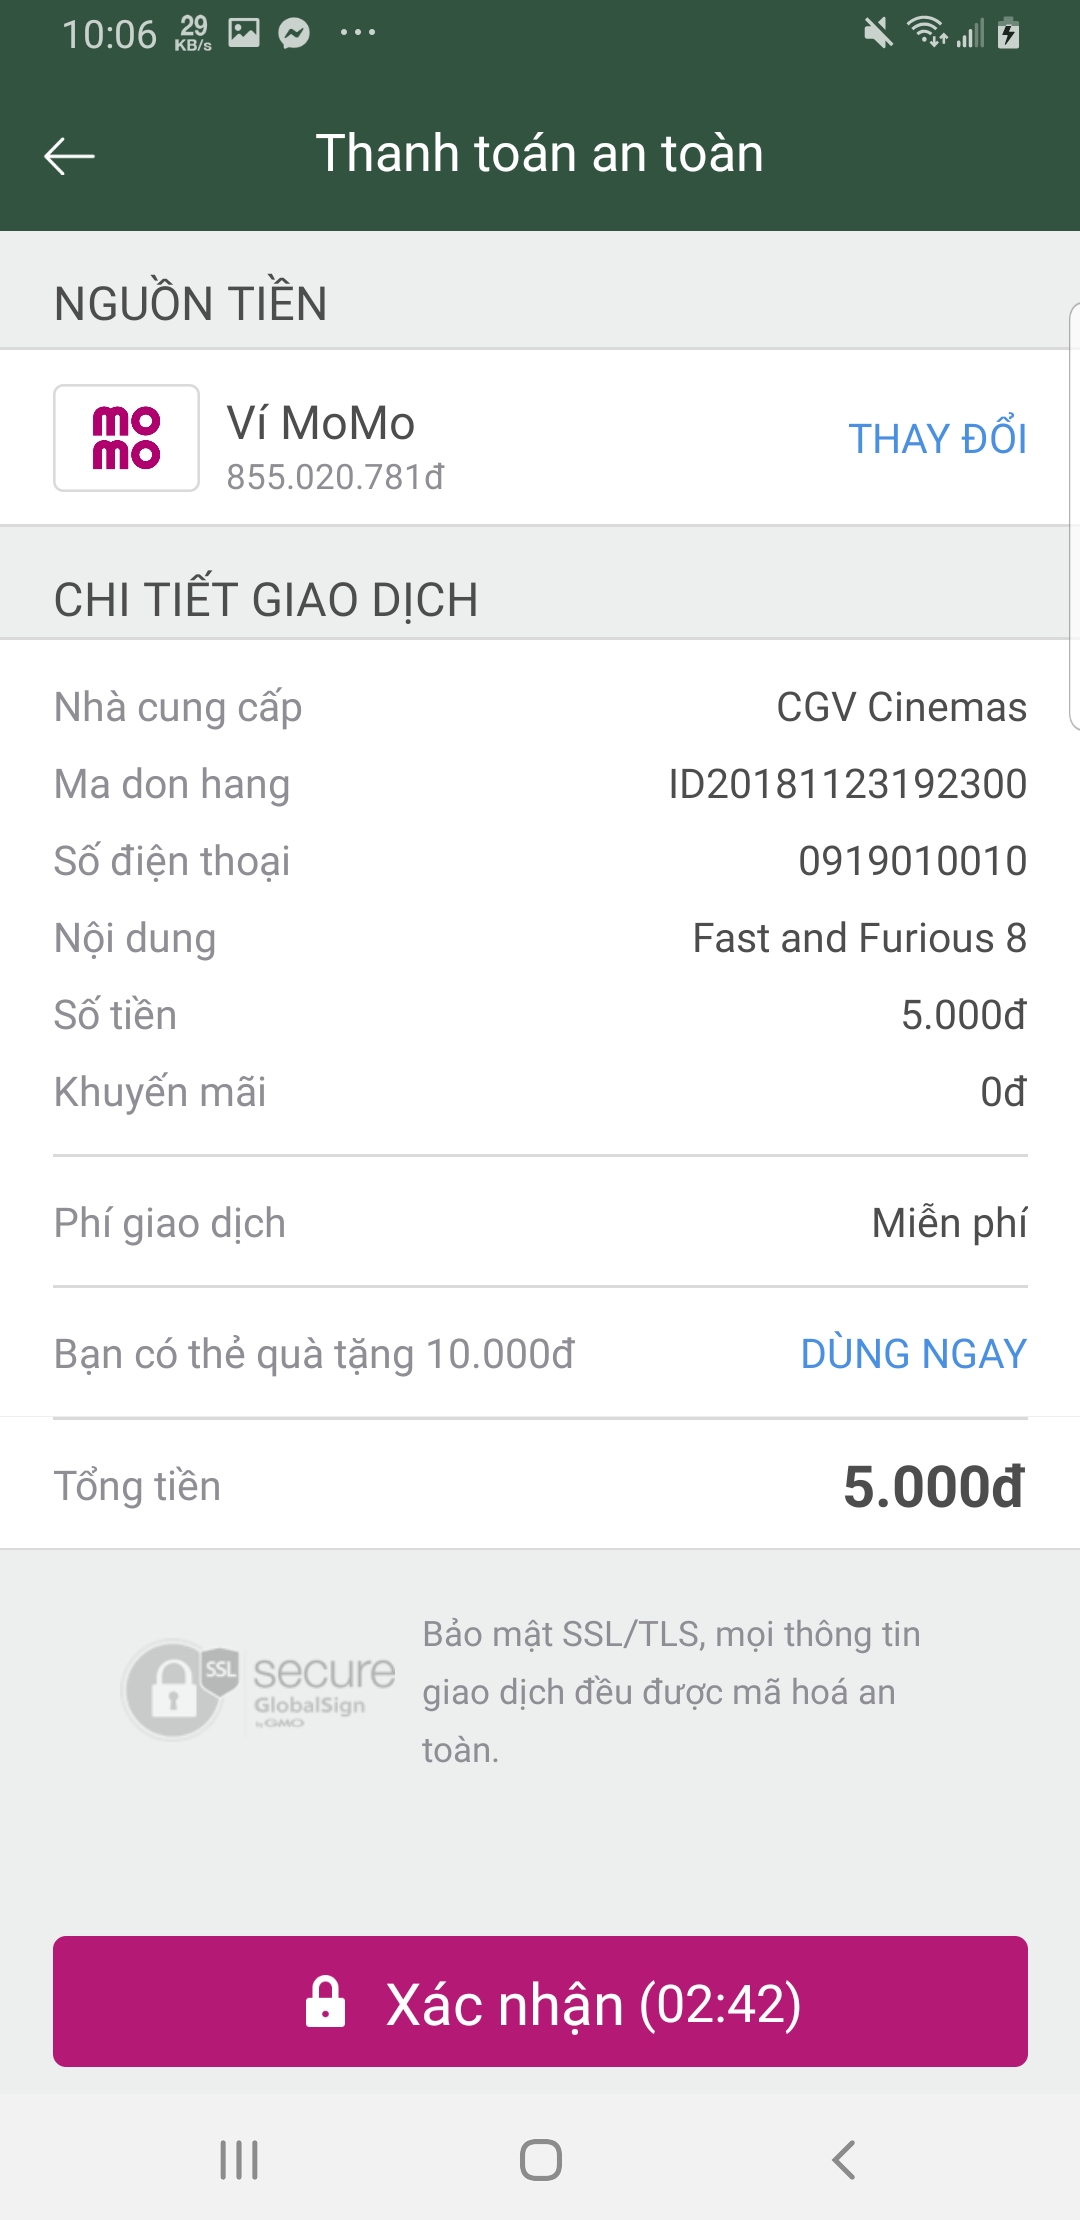 10:06 29 KB/s ...
Thanh toán an toàn
NGUỒN TIỀN
momo
Ví MoMo
855.020.781đ
THAY ĐỔI
CHI TIẾT GIAO DỊCH
Nhà cung cấp CGV Cinemas
Ma don hang ID20181123192300
Số điện thoại 0919010010
Nội dung Fast and Furious 8
Số tiền 5.000đ
Khuyến mãi 0đ
Phí giao dịch Miễn phí
Bạn có thẻ quà tặng 10.000đ DÙNG NGAY
Tổng tiền 5.000đ
SSL secure
GlobalSign
by GMO
Bảo mật SSL/TLS, mọi thông tin
giao dịch đều được mã hoá an
toàn.
Xác nhận (02:42)